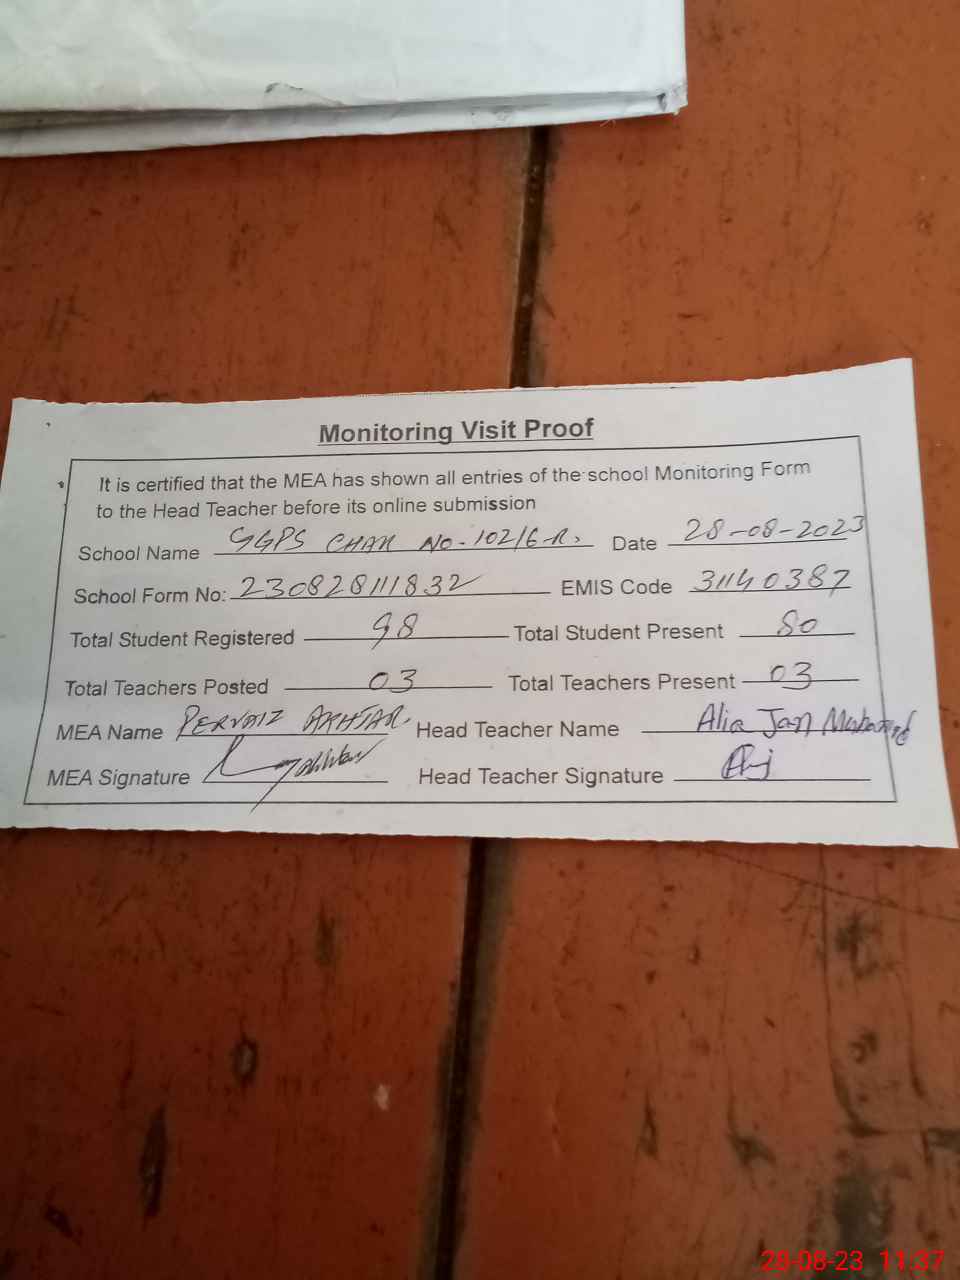 Monitoring Visit Proof
It is certified that the MEA has shown all entries of the school Monitoring Form
to the Head Teacher before its online submission
School Name GGPS CHAK NO-102/6-R. Date 28-08-2023
School Form No: 230828111832 EMIS Code 31140387
Total Student Registered 98 Total Student Present 80
Total Teachers Posted 03 Total Teachers Present 03
MEA Name PERVAIZ AKHTAR. Head Teacher Name Alia Jan
MEA Signature Head Teacher Signature
28-08-23 11:37